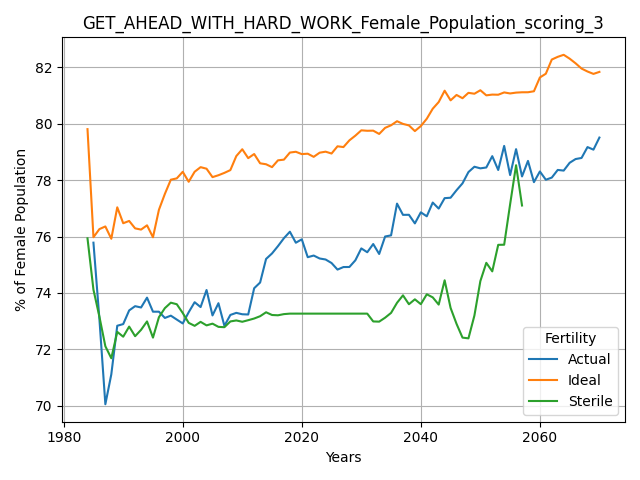 GET_AHEAD_WITH_HARD_WORK_Female_Population_scoring_3
% of Female Population
82
80
78
76
74
72
70
1980
2000
2020
2040
2060
Years
Fertility
Actual
Ideal
Sterile